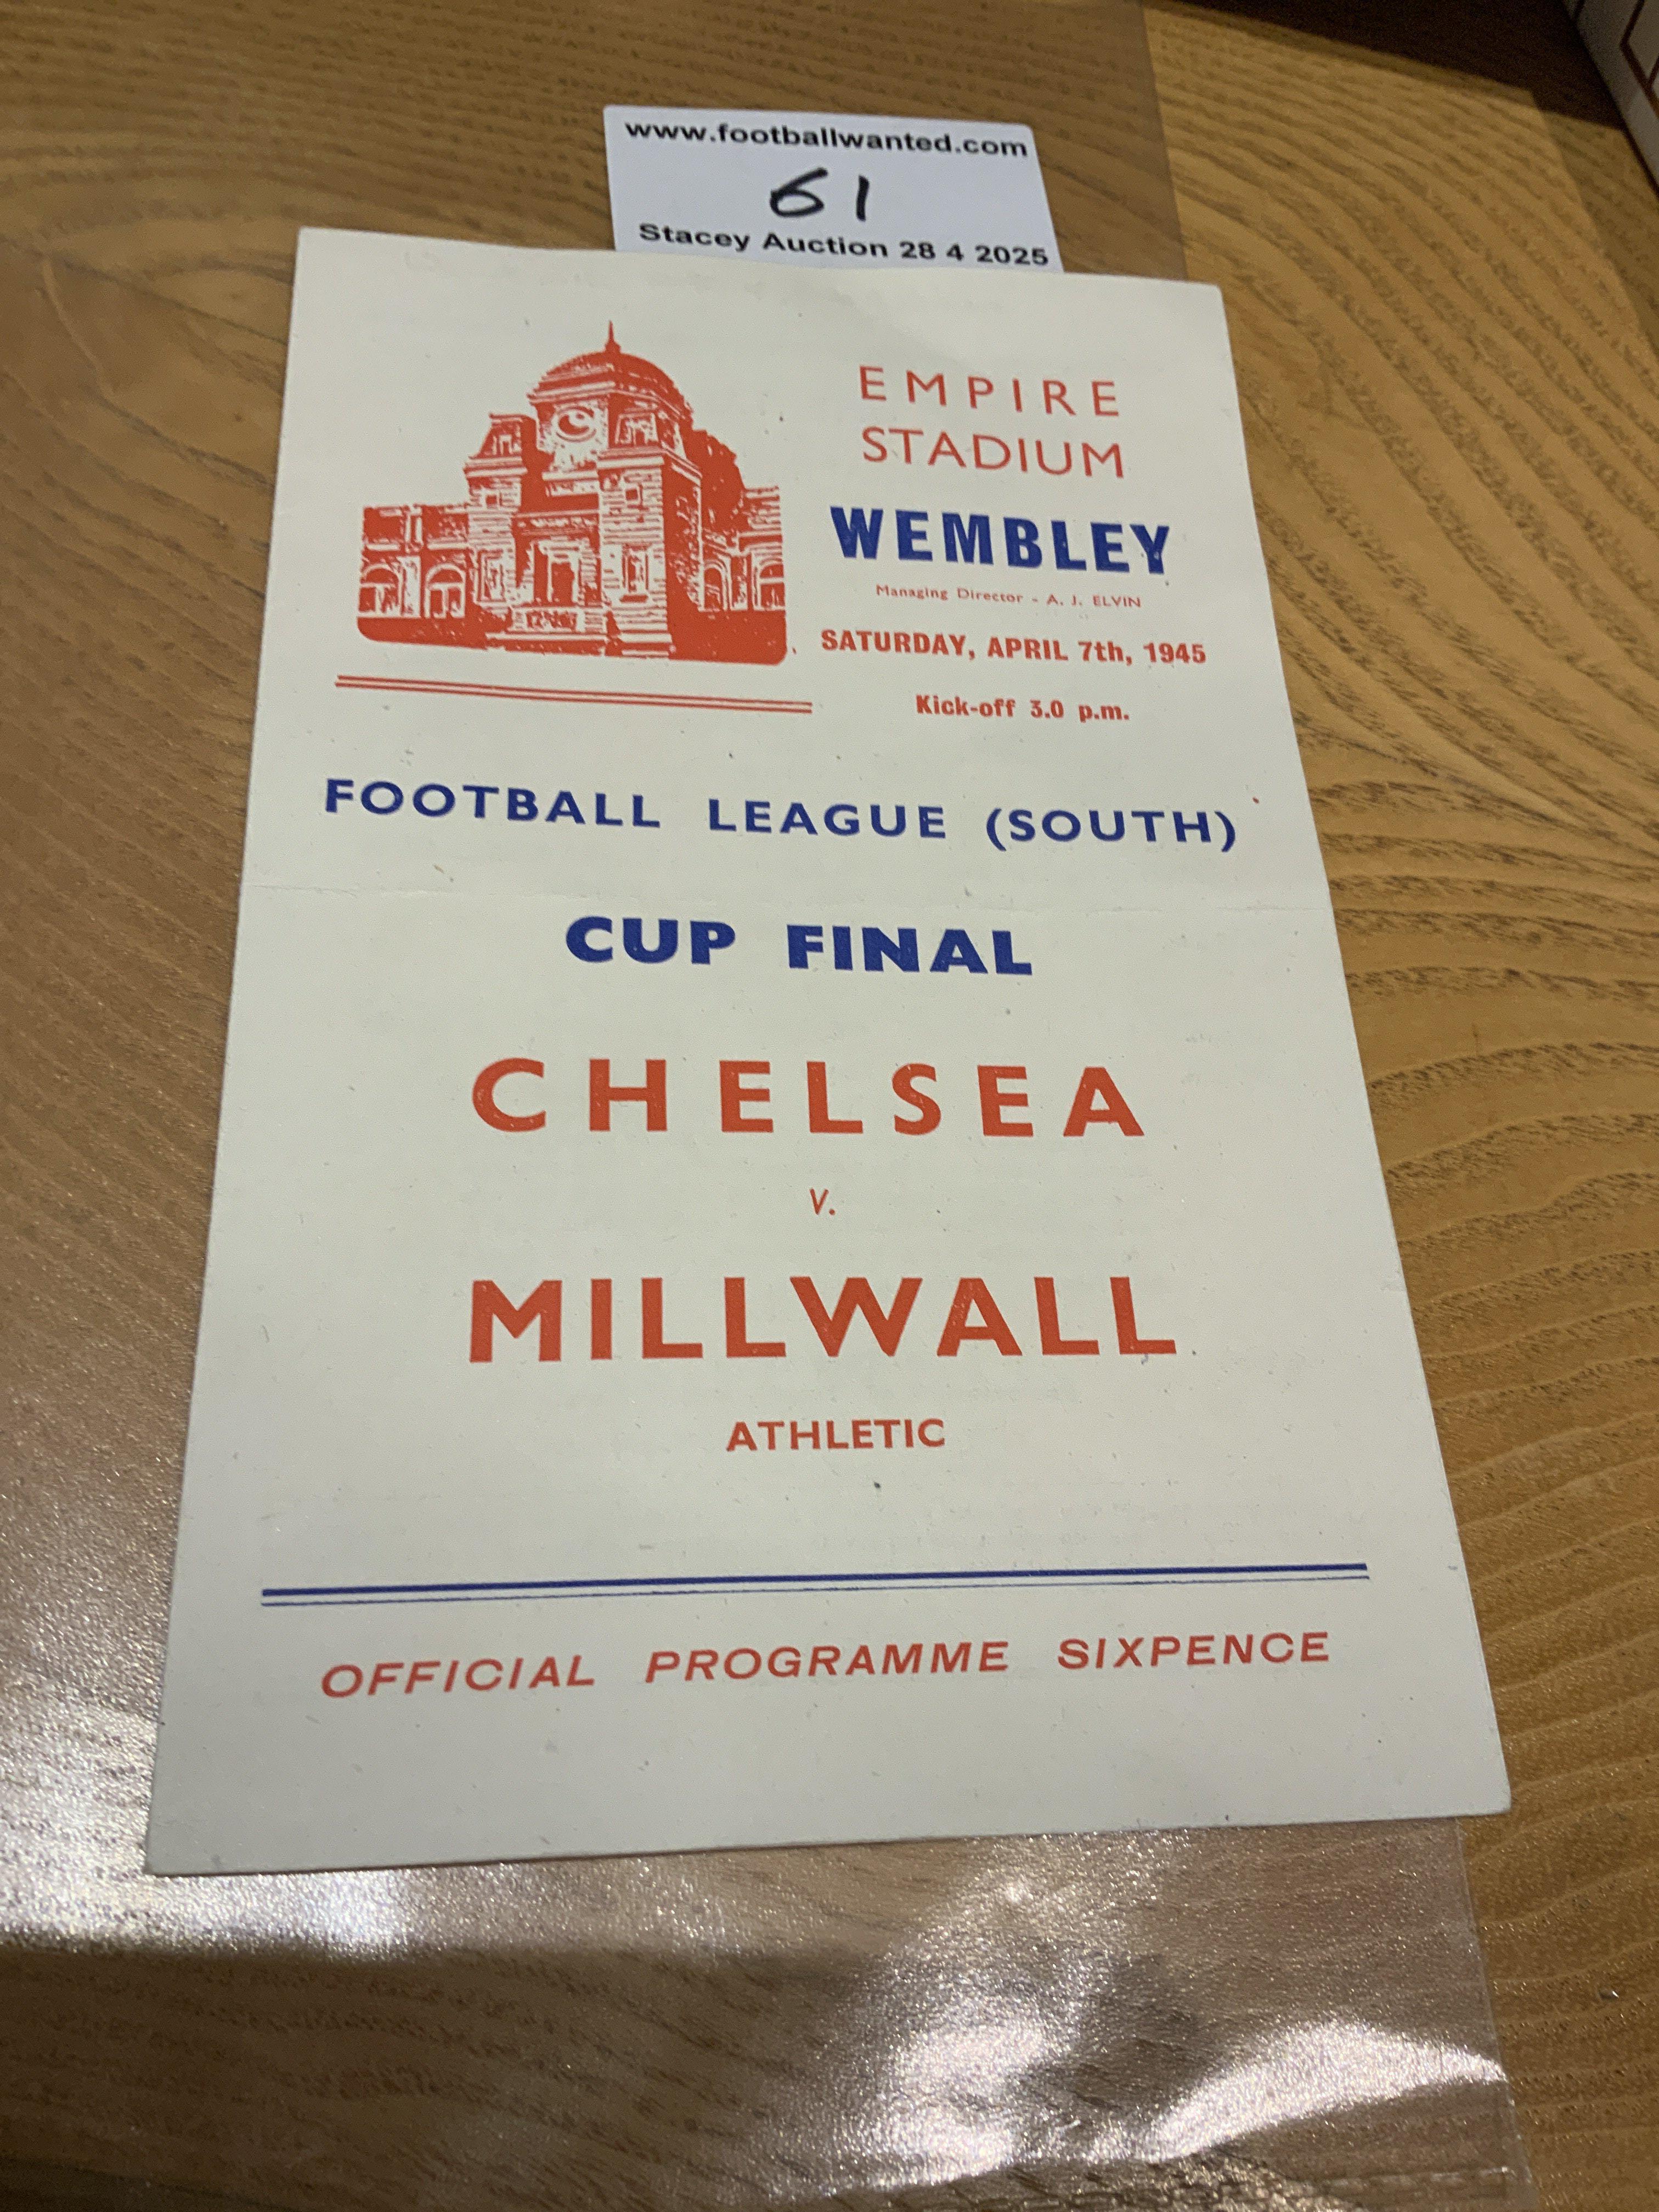 www.footballwanted.com
61
Stacey Auction 28 4 2025
EMPIRE
STADIUM
WEMBLEY
Managing Director - A. J. ELVIN
SATURDAY, APRIL 7th, 1945
Kick-off 3.0 p.m.
FOOTBALL LEAGUE (SOUTH)
CUP FINAL
CHELSEA
v.
MILLWALL
ATHLETIC
OFFICIAL PROGRAMME SIXPENCE